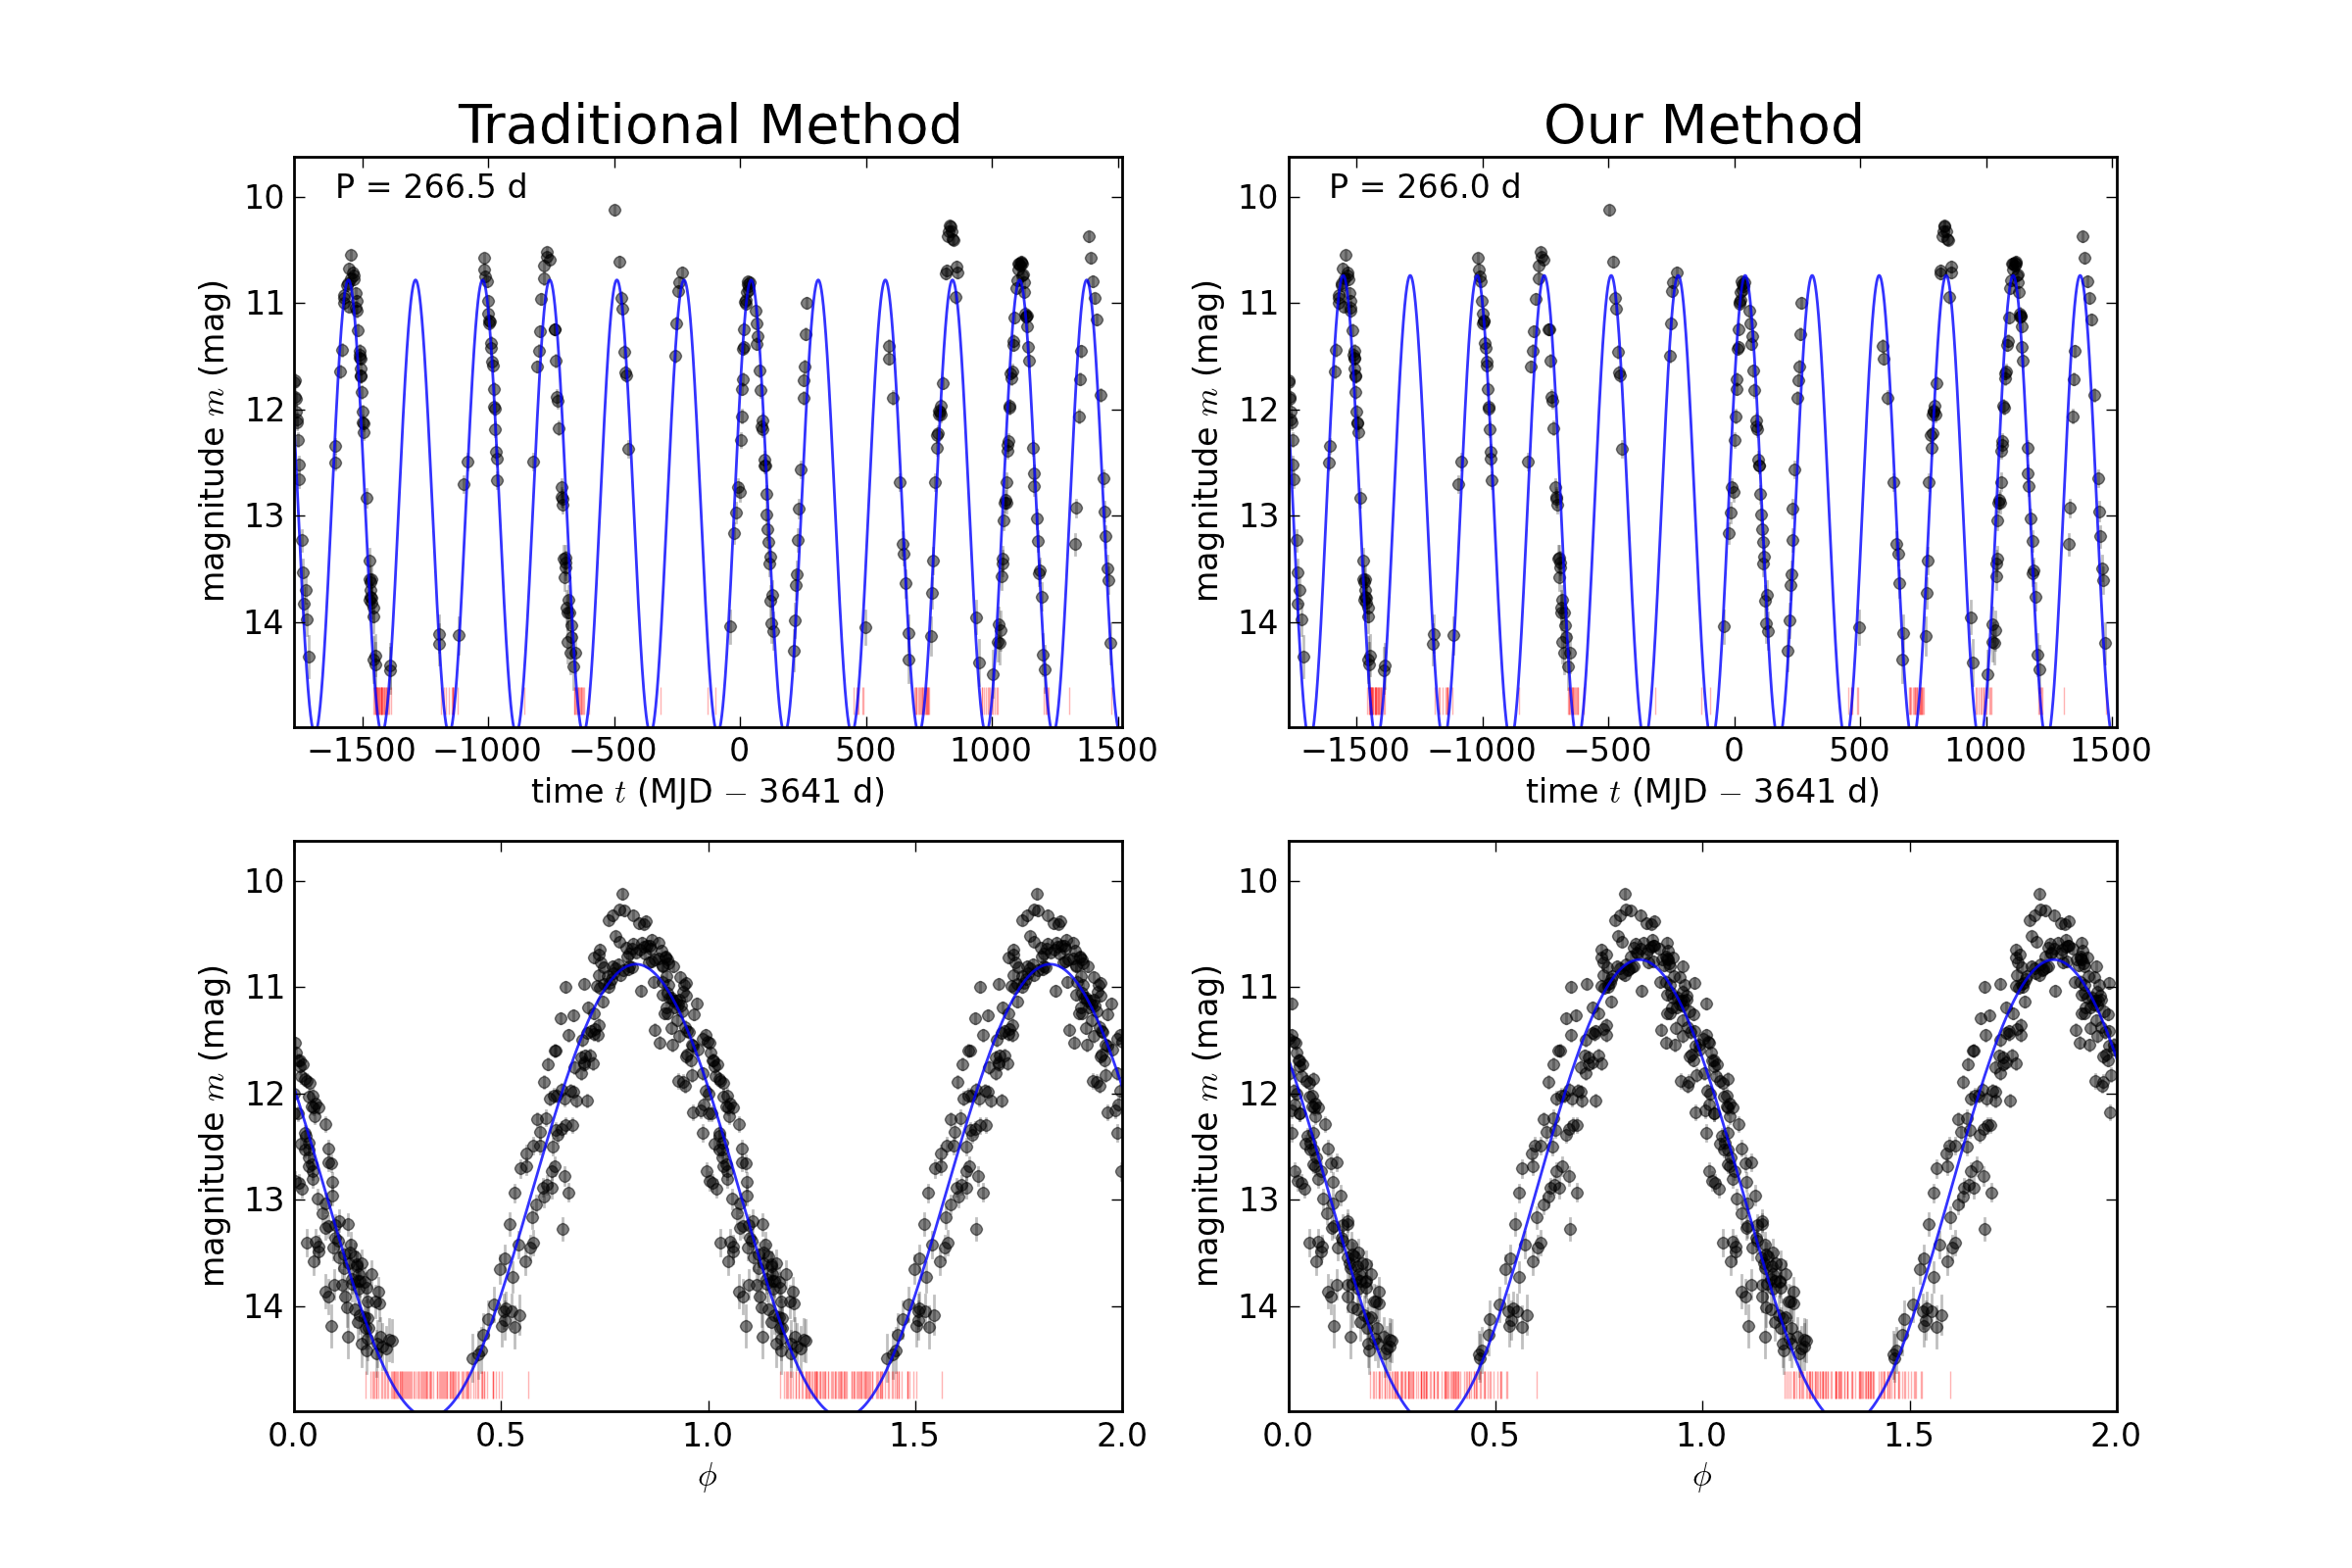 Traditional Method
Our Method
P = 266.5 d
P = 266.0 d
10
11
12
13
14
magnitude m (mag)
−1500 −1000 −500 0 500 1000 1500
time t (MJD − 3641 d)
10
11
12
13
14
magnitude m (mag)
−1500 −1000 −500 0 500 1000 1500
time t (MJD − 3641 d)
10
11
12
13
14
magnitude m (mag)
0.0 0.5 1.0 1.5 2.0
ϕ
10
11
12
13
14
magnitude m (mag)
0.0 0.5 1.0 1.5 2.0
ϕ